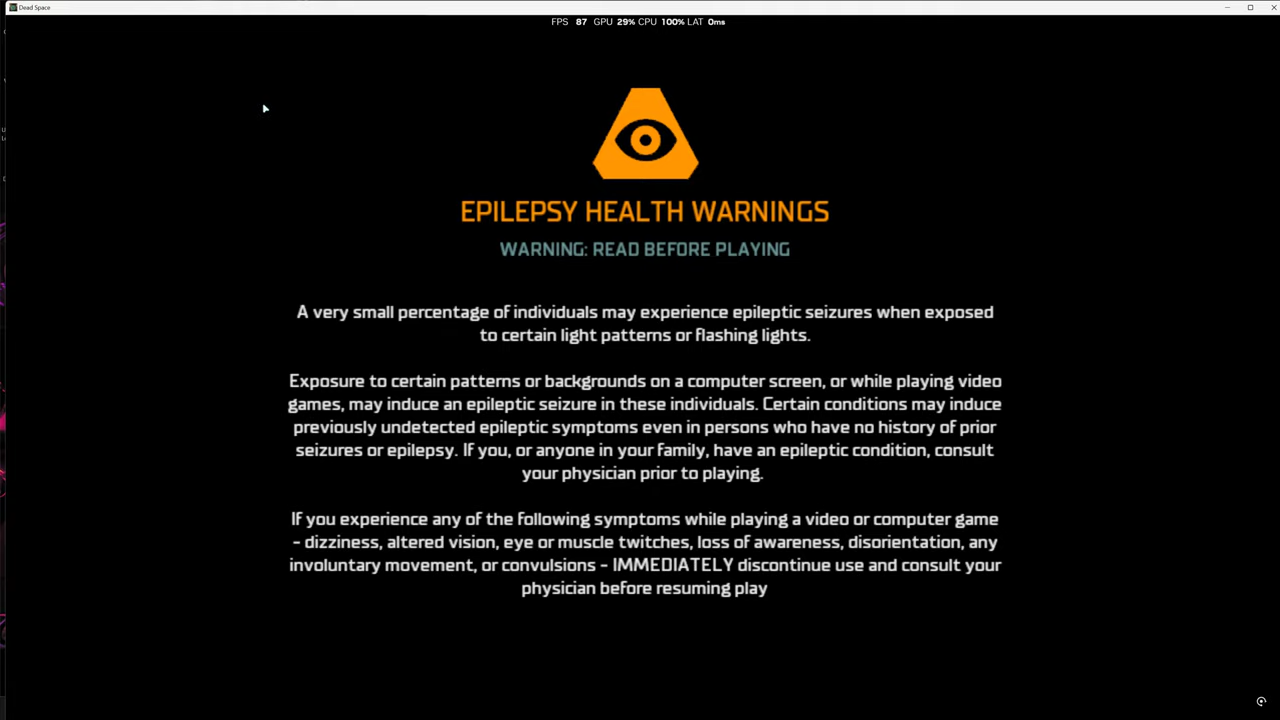 Dead Space
FPS 87 GPU 29% CPU 100% LAT 0ms
EPILEPSY HEALTH WARNINGS
WARNING: READ BEFORE PLAYING
A very small percentage of individuals may experience epileptic seizures when exposed
to certain light patterns or flashing lights.
Exposure to certain patterns or backgrounds on a computer screen, or while playing video
games, may induce an epileptic seizure in these individuals. Certain conditions may induce
previously undetected epileptic symptoms even in persons who have no history of prior
seizures or epilepsy. If you, or anyone in your family, have an epileptic condition, consult
your physician prior to playing.
If you experience any of the following symptoms while playing a video or computer game
- dizziness, altered vision, eye or muscle twitches, loss of awareness, disorientation, any
involuntary movement, or convulsions - IMMEDIATELY discontinue use and consult your
physician before resuming play